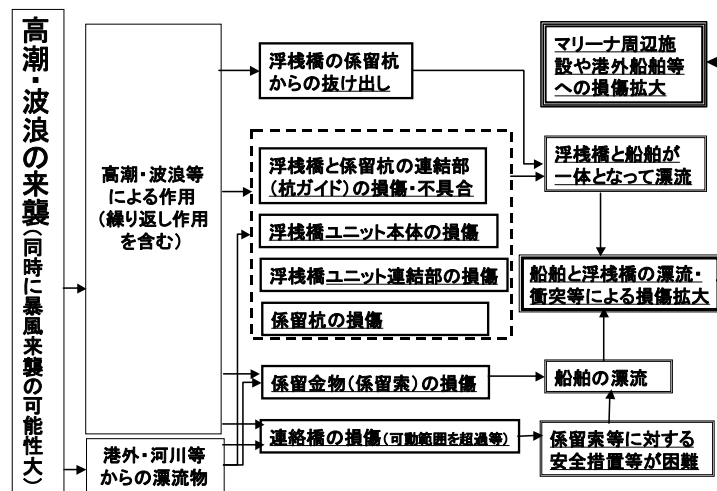 高潮・波浪の来襲(同時に暴風来襲の可能性大)
高潮・波浪等
による作用
(繰り返し作用
を含む)
港外・河川等
からの漂流物
浮桟橋の係留杭
からの抜け出し
浮桟橋と係留杭の連結部
(杭ガイド)の損傷・不具合
浮桟橋ユニット本体の損傷
浮桟橋ユニット連結部の損傷
係留杭の損傷
係留金物(係留索)の損傷
連絡橋の損傷(可動範囲を超過等)
マリーナ周辺施
設や港外船舶等
への損傷拡大
浮桟橋と船舶が
一体となって漂流
船舶と浮桟橋の漂流・
衝突等による損傷拡大
船舶の漂流
係留索等に対する
安全措置等が困難